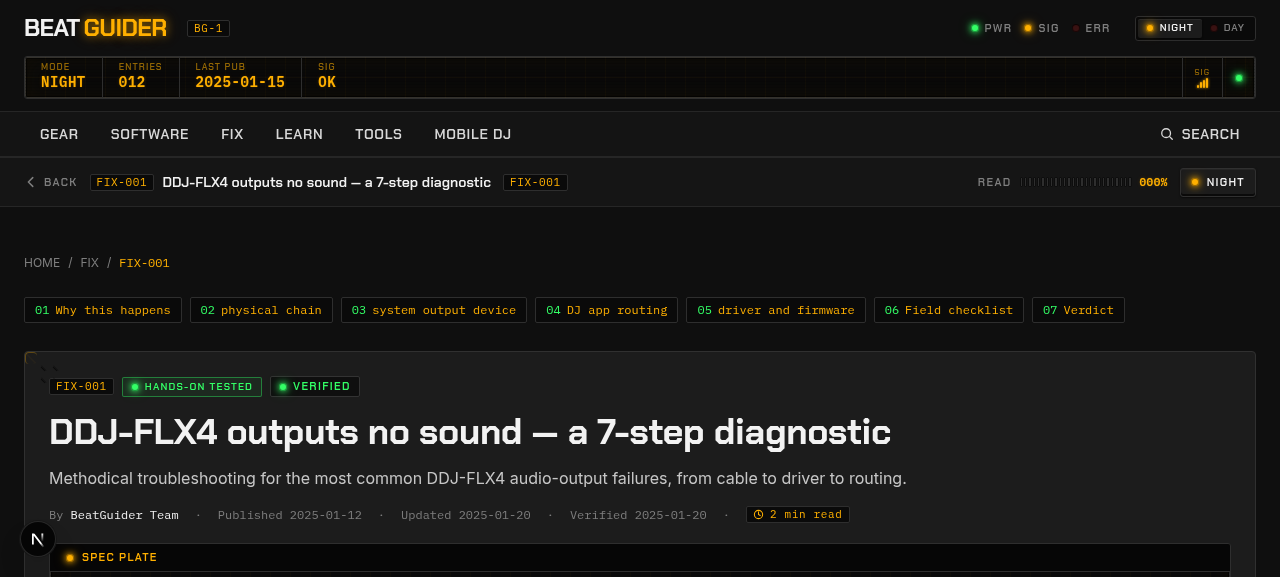 BEAT GUIDER BG-1 PWR SIG ERR NIGHT DAY
MODE ENTRIES LAST PUB SIG SIG
NIGHT 012 2025-01-15 OK
GEAR SOFTWARE FIX LEARN TOOLS MOBILE DJ SEARCH
BACK FIX-001 DDJ-FLX4 outputs no sound — a 7-step diagnostic FIX-001 READ 000% NIGHT
HOME / FIX / FIX-001
01 Why this happens 02 physical chain 03 system output device 04 DJ app routing 05 driver and firmware 06 Field checklist 07 Verdict
FIX-001 HANDS-ON TESTED VERIFIED
DDJ-FLX4 outputs no sound — a 7-step diagnostic
Methodical troubleshooting for the most common DDJ-FLX4 audio-output failures, from cable to driver to routing.
By BeatGuider Team · Published 2025-01-12 · Updated 2025-01-20 · Verified 2025-01-20 · 2 min read
N
SPEC PLATE